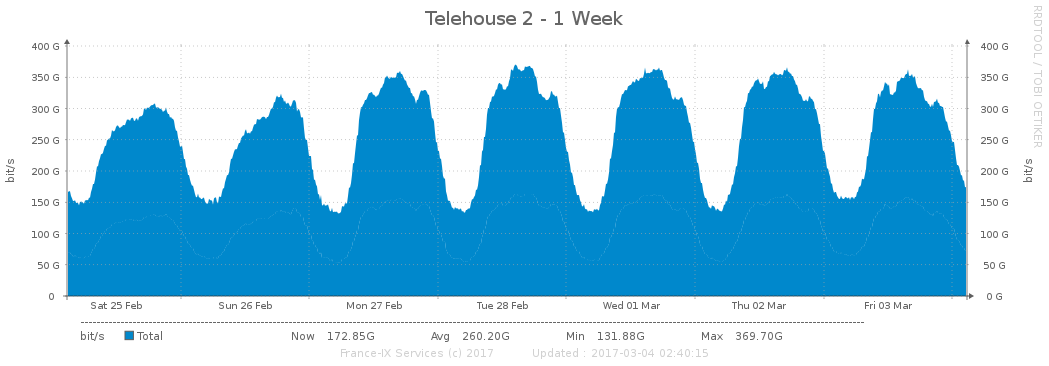 Telehouse 2 - 1 Week
RRDTOOL / TOBI OETIKER
400 G 400 G
350 G 350 G
300 G 300 G
250 G 250 G
200 G 200 G
150 G 150 G
100 G 100 G
50 G 50 G
0 0 G
bit/s bit/s
Sat 25 Feb Sun 26 Feb Mon 27 Feb Tue 28 Feb Wed 01 Mar Thu 02 Mar Fri 03 Mar
bit/s Total Now 172.85G Avg 260.20G Min 131.88G Max 369.70G
France-IX Services (c) 2017 Updated : 2017-03-04 02:40:15